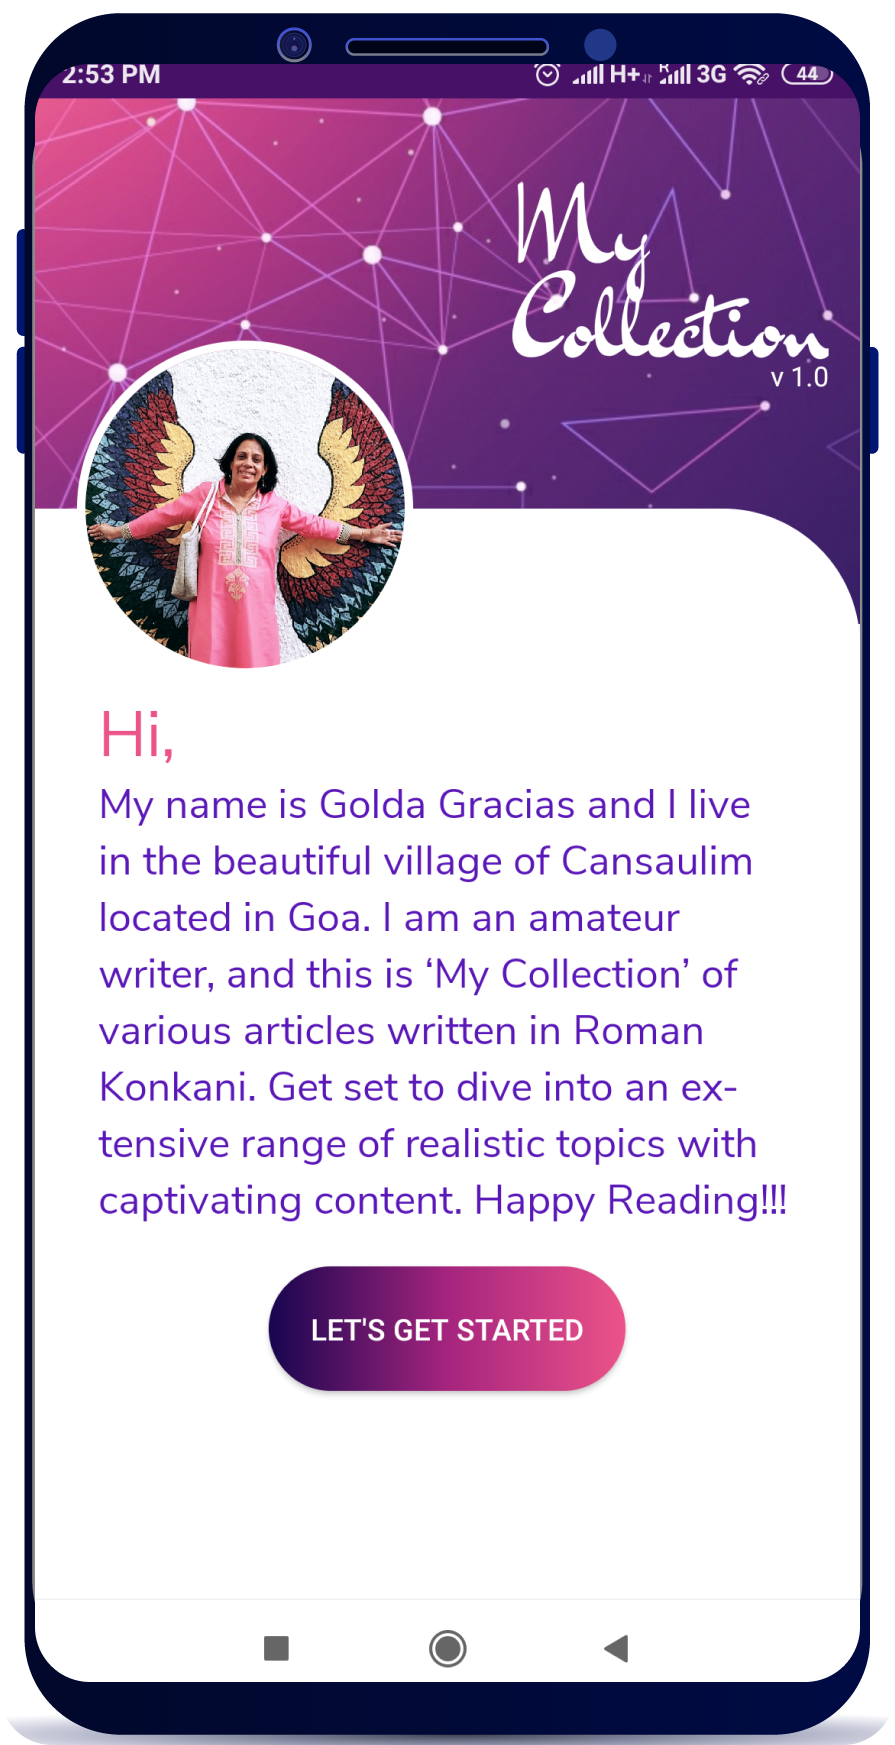 2:53 PM
H+
R
3G
44
My
Collection
v 1.0
Hi,
My name is Golda Gracias and I live
in the beautiful village of Cansaulim
located in Goa. I am an amateur
writer, and this is ‘My Collection’ of
various articles written in Roman
Konkani. Get set to dive into an ex-
tensive range of realistic topics with
captivating content. Happy Reading!!!
LET'S GET STARTED